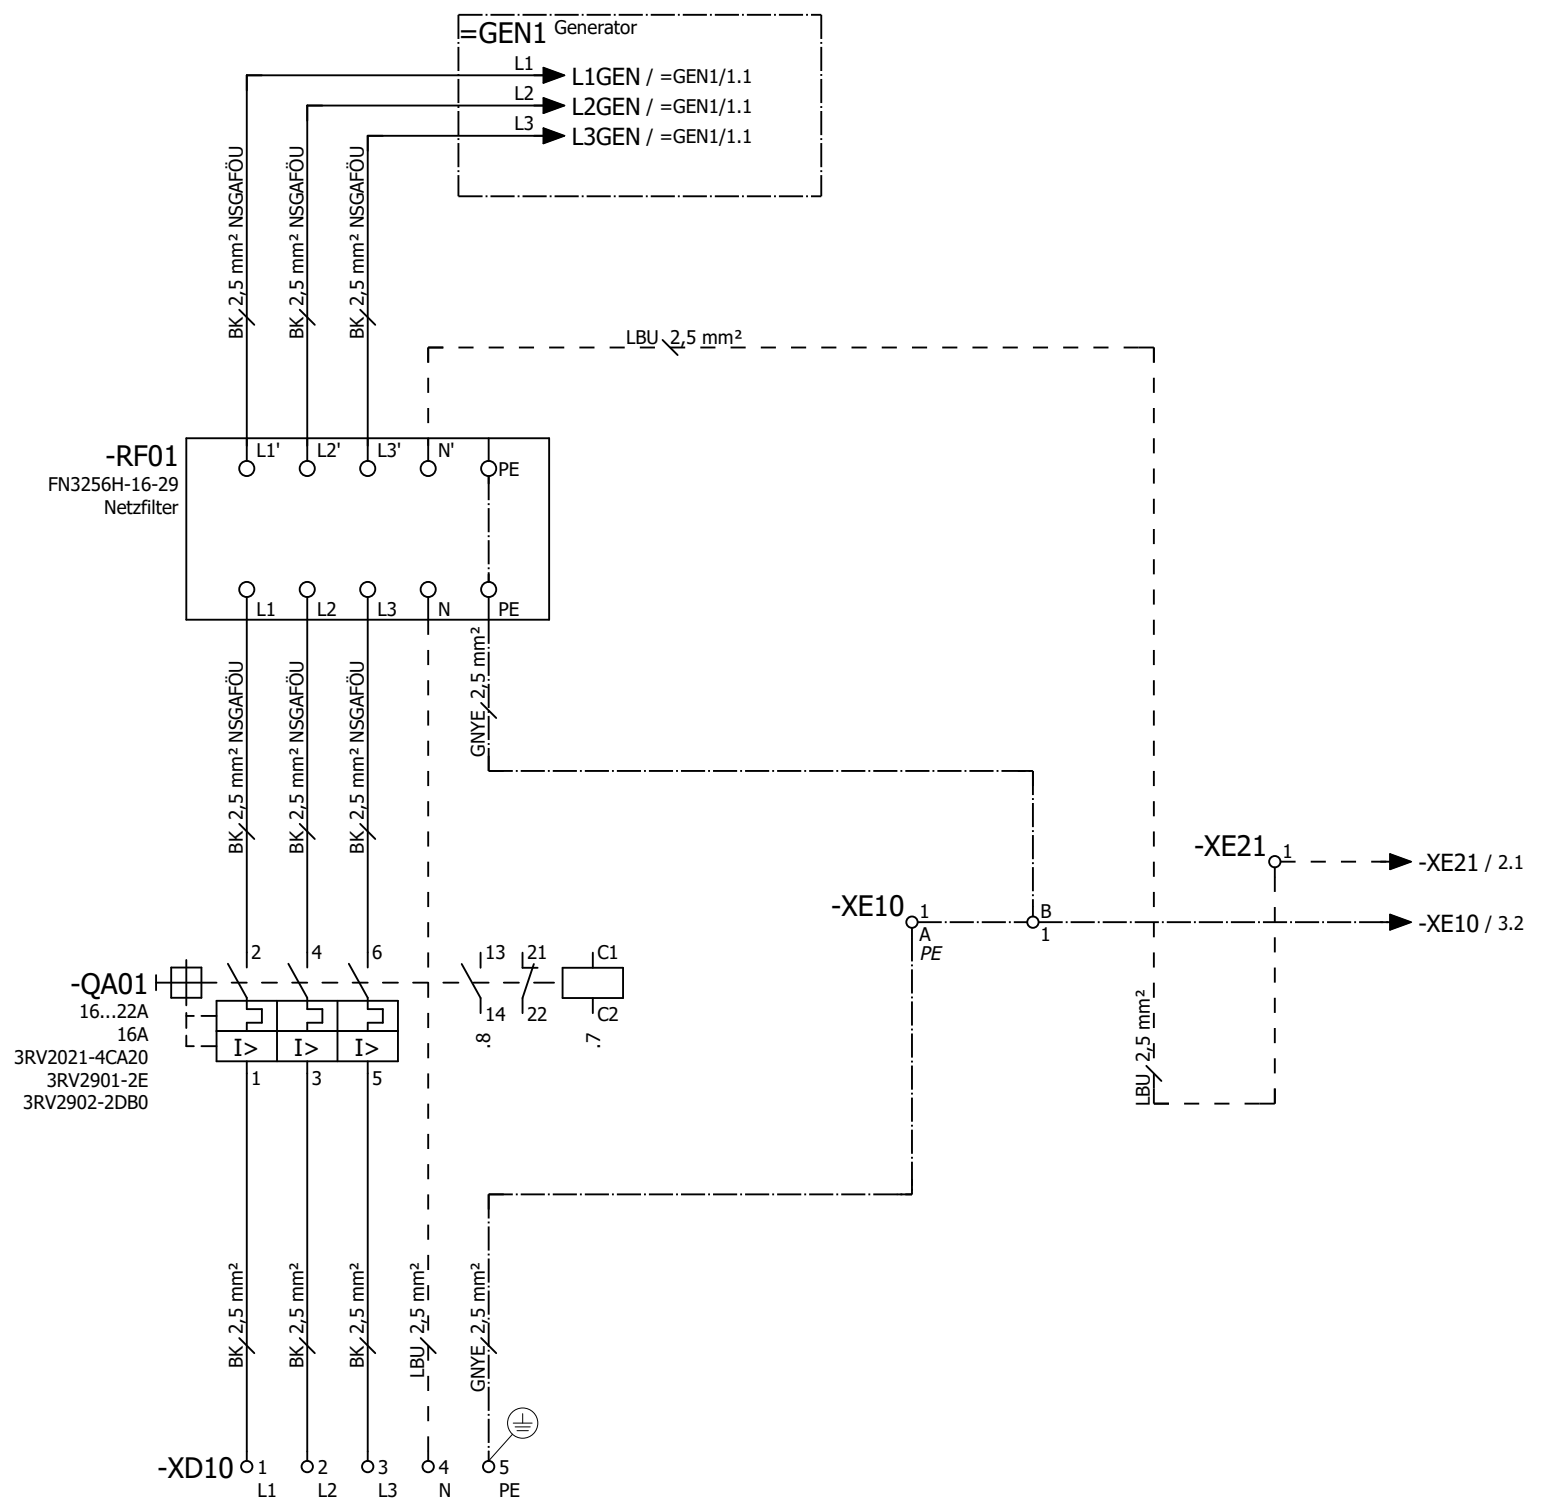 =GEN1 Generator
L1 L1GEN / =GEN1/1.1
L2 L2GEN / =GEN1/1.1
L3 L3GEN / =GEN1/1.1
BK 2,5 mm² NSGAFÖU
BK 2,5 mm² NSGAFÖU
BK 2,5 mm² NSGAFÖU
LBU 2,5 mm²
-RF01
FN3256H-16-29
Netzfilter
L1' L2' L3' N' PE
L1 L2 L3 N PE
BK 2,5 mm² NSGAFÖU
BK 2,5 mm² NSGAFÖU
BK 2,5 mm² NSGAFÖU
GNYE 2,5 mm²
-XE21 1 -XE21 / 2.1
-XE10 1 B -XE10 / 3.2
A 1
PE
2 4 6 13 21 C1
-QA01
16...22A
16A
3RV2021-4CA20
3RV2901-2E
3RV2902-2DB0
14 22 C2
.8 .7
I> I> I>
1 3 5
LBU 2,5 mm²
BK 2,5 mm²
BK 2,5 mm²
BK 2,5 mm²
LBU 2,5 mm²
GNYE 2,5 mm²
-XD10 1 2 3 4 5
L1 L2 L3 N PE